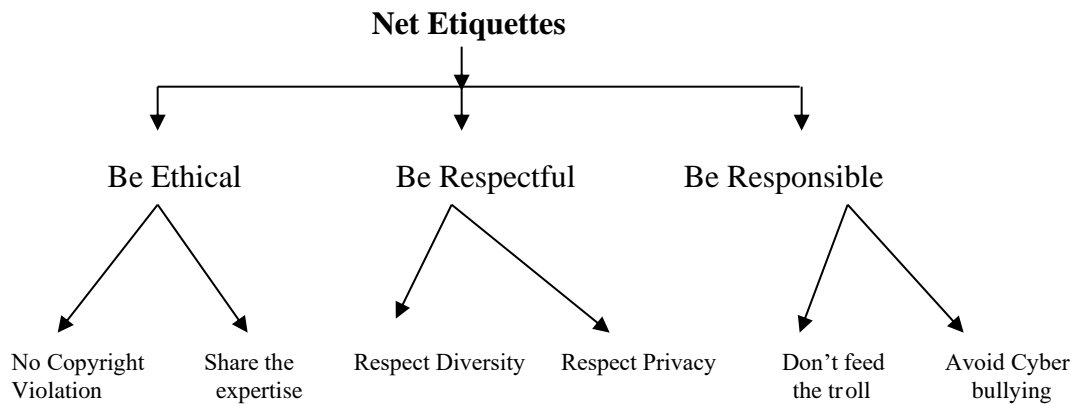 Net Etiquettes
Be Ethical
Be Respectful
Be Responsible
No Copyright
Violation
Share the
expertise
Respect Diversity
Respect Privacy
Don't feed
the troll
Avoid Cyber
bullying